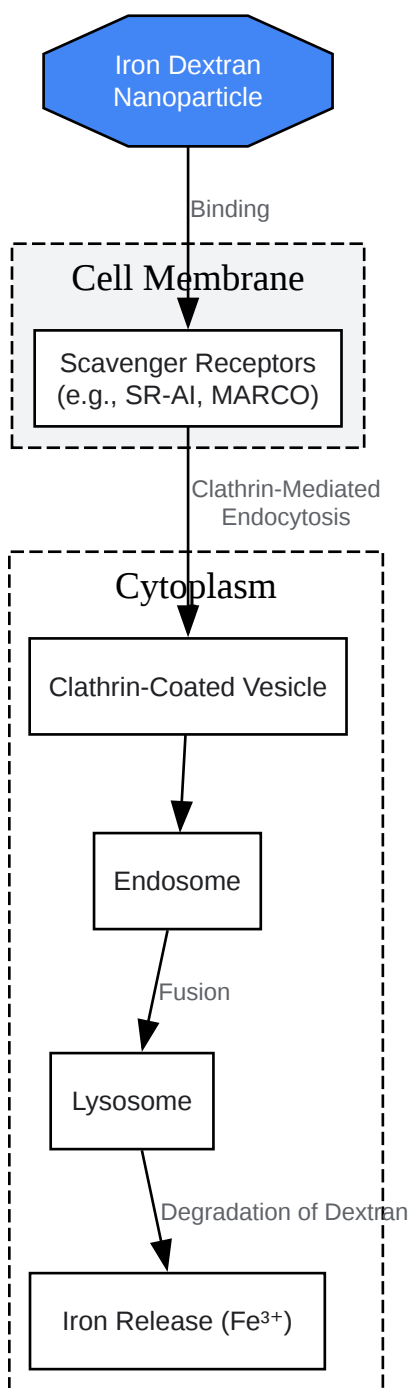 Iron Dextran
Nanoparticle
Binding
Cell Membrane
Scavenger Receptors
(e.g., SR-AI, MARCO)
Clathrin-Mediated
Endocytosis
Cytoplasm
Clathrin-Coated Vesicle
Endosome
Fusion
Lysosome
Degradation of Dextran
Iron Release (Fe³⁺)